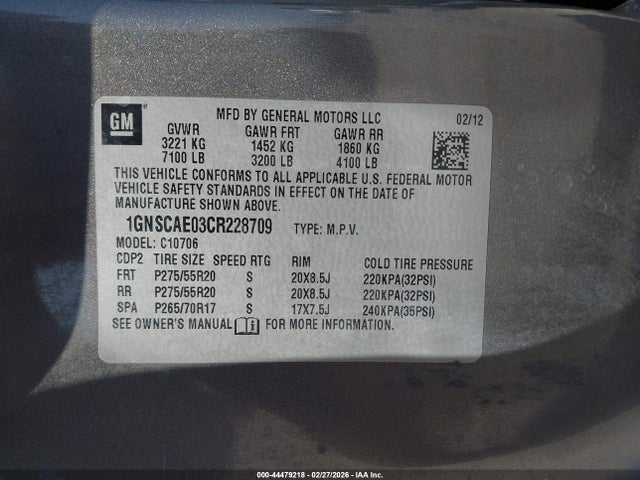 GM
MFD BY GENERAL MOTORS LLC 02/12
GVWR GAWR FRT GAWR RR
3221 KG 1452 KG 1860 KG
7100 LB 3200 LB 4100 LB
THIS VEHICLE CONFORMS TO ALL APPLICABLE U.S. FEDERAL MOTOR
VEHICLE SAFETY STANDARDS IN EFFECT ON THE DATE OF
MANUFACTURE SHOWN ABOVE.
1GNSCAE03CR228709 TYPE: M.P.V.
MODEL: C10706
CDP2 TIRE SIZE SPEED RTG RIM COLD TIRE PRESSURE
FRT P275/55R20 S 20X8.5J 220KPA(32PSI)
RR P275/55R20 S 20X8.5J 220KPA(32PSI)
SPA P265/70R17 S 17X7.5J 240KPA(35PSI)
SEE OWNER'S MANUAL FOR MORE INFORMATION.
000-44479218 - 02/27/2026 - IAA Inc.